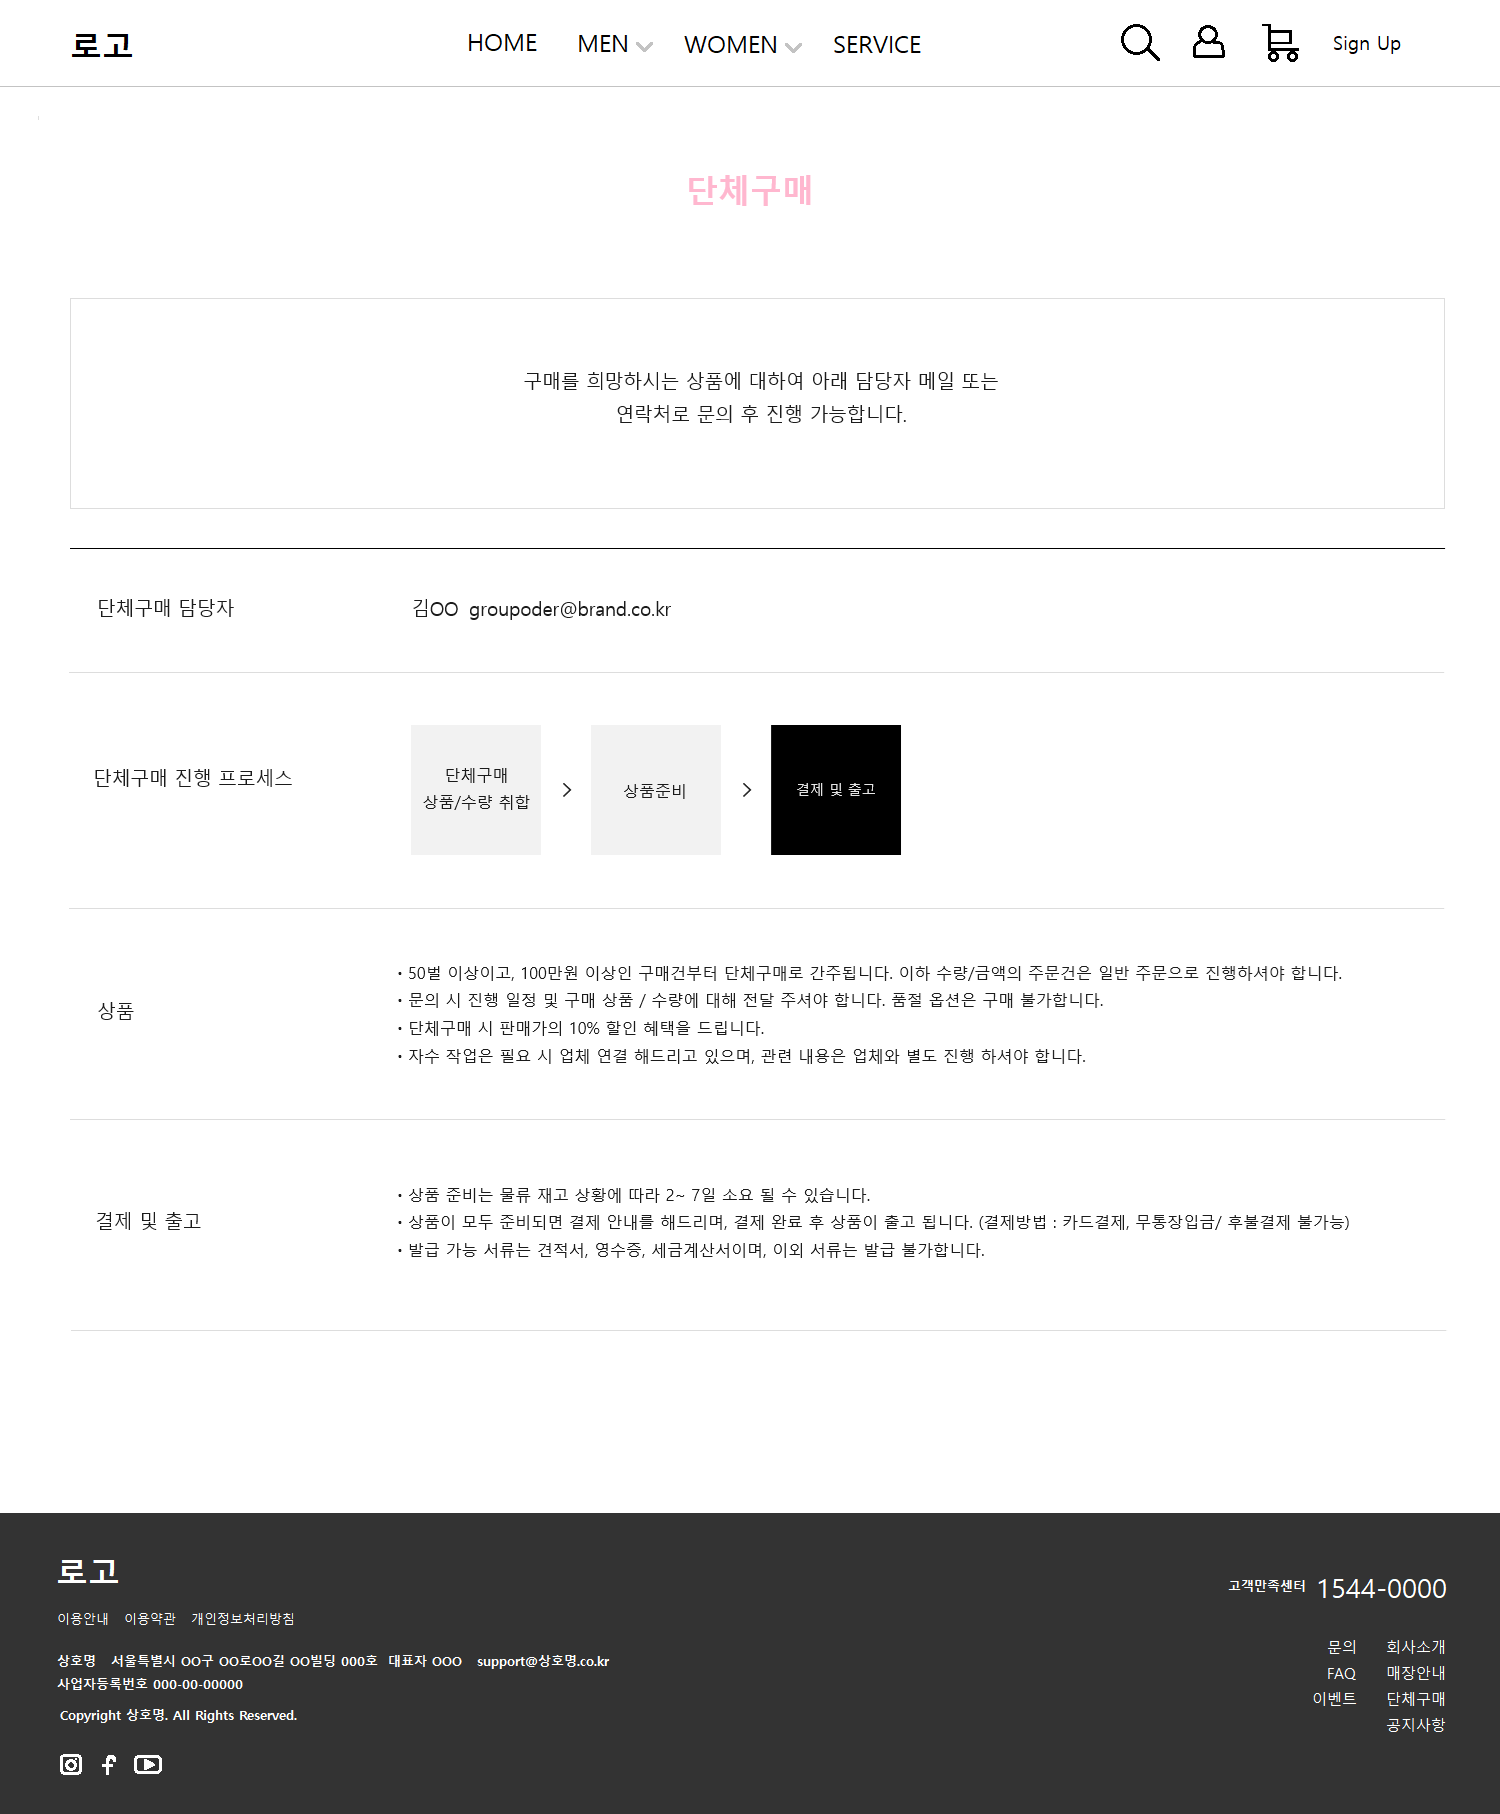 로고
HOME MEN WOMEN SERVICE Sign Up
단체구매
구매를 희망하시는 상품에 대하여 아래 담당자 메일 또는
연락처로 문의 후 진행 가능합니다.
단체구매 담당자
김OO groupoder@brand.co.kr
단체구매 진행 프로세스
단체구매
상품/수량 취합
상품준비
결제 및 출고
상품
• 50벌 이상이고, 100만원 이상인 구매건부터 단체구매로 간주됩니다. 이하 수량/금액의 주문건은 일반 주문으로 진행하셔야 합니다.
• 문의 시 진행 일정 및 구매 상품 / 수량에 대해 전달 주셔야 합니다. 품절 옵션은 구매 불가합니다.
• 단체구매 시 판매가의 10% 할인 혜택을 드립니다.
• 자수 작업은 필요 시 업체 연결 해드리고 있으며, 관련 내용은 업체와 별도 진행 하셔야 합니다.
결제 및 출고
• 상품 준비는 물류 재고 상황에 따라 2~ 7일 소요 될 수 있습니다.
• 상품이 모두 준비되면 결제 안내를 해드리며, 결제 완료 후 상품이 출고 됩니다. (결제방법 : 카드결제, 무통장입금/ 후불결제 불가능)
• 발급 가능 서류는 견적서, 영수증, 세금계산서이며, 이외 서류는 발급 불가합니다.
로고
이용안내 이용약관 개인정보처리방침
상호명 서울특별시 OO구 OO로OO길 OO빌딩 000호 대표자 OOO support@상호명.co.kr
사업자등록번호 000-00-00000
Copyright 상호명. All Rights Reserved.
고객만족센터 1544-0000
문의 회사소개
FAQ 매장안내
이벤트 단체구매
공지사항